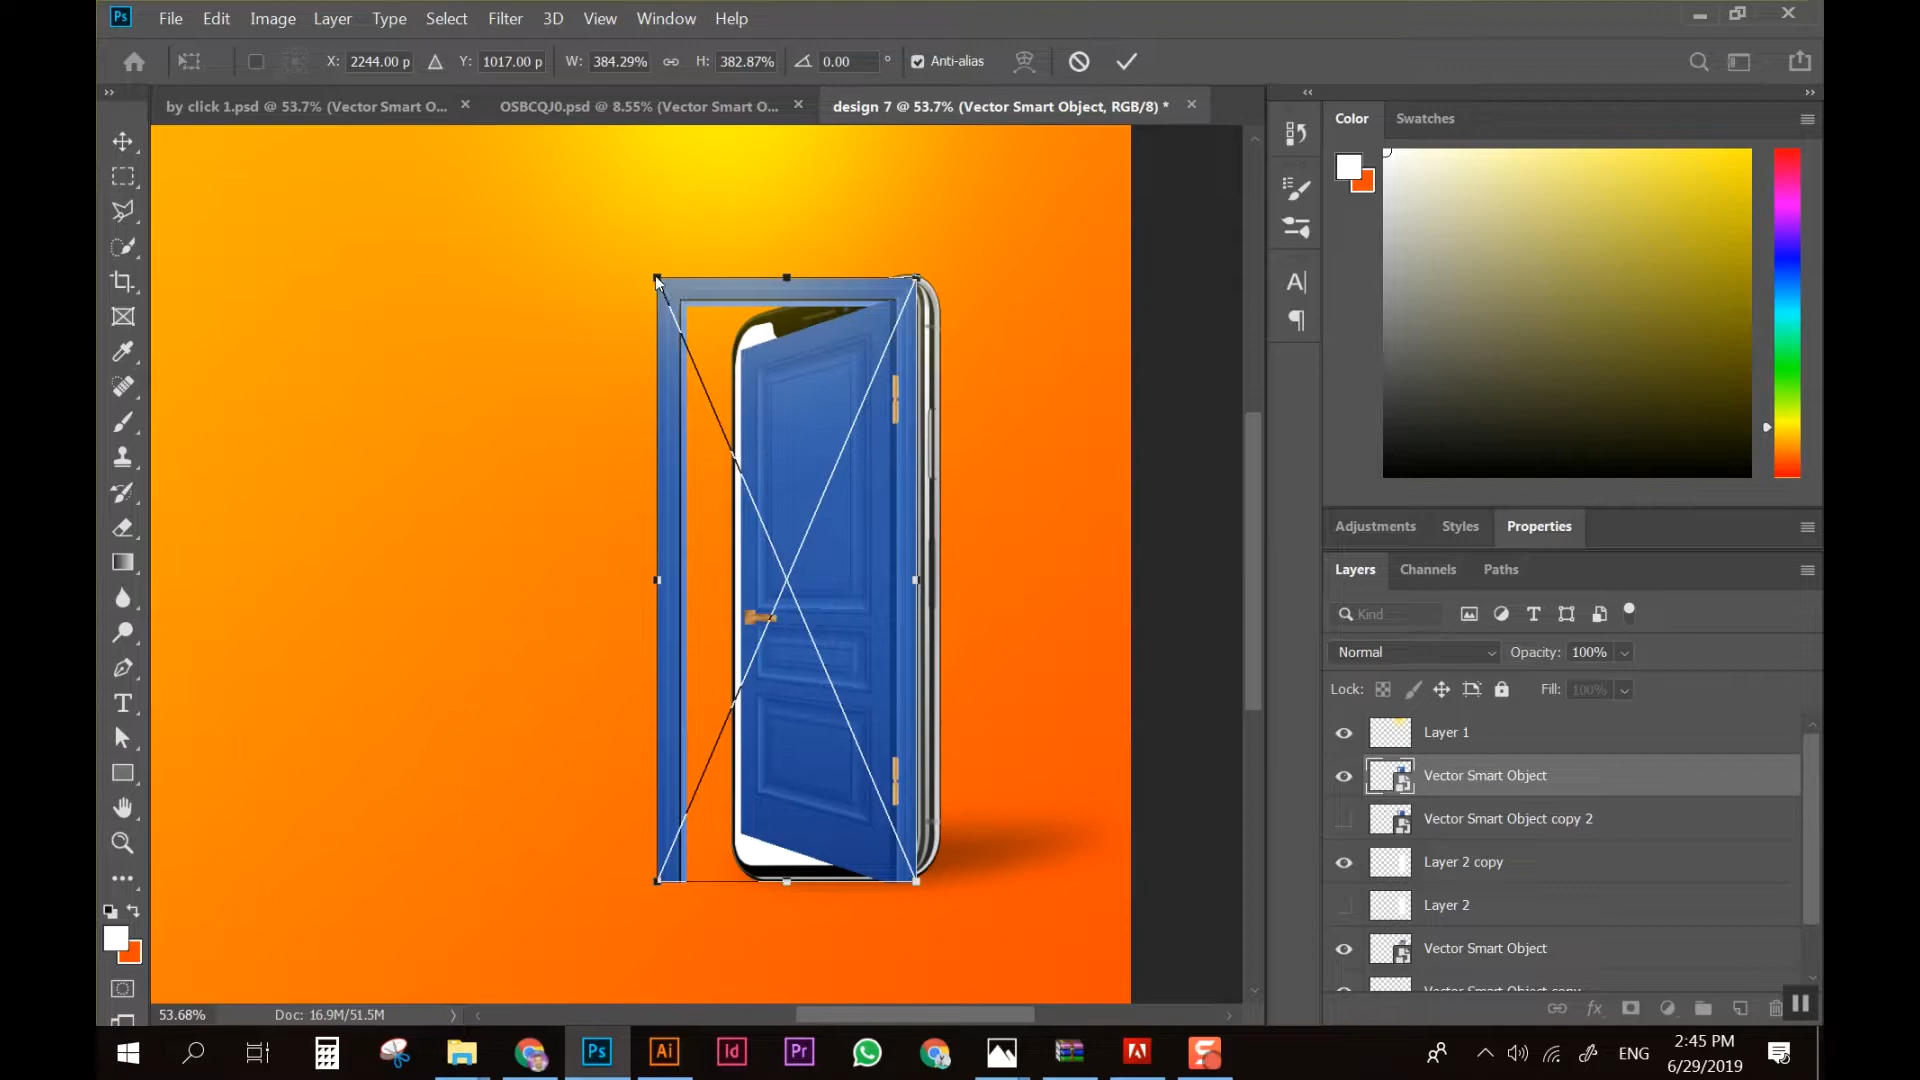 Ps File Edit Image Layer Type Select Filter 3D View Window Help
X: 2244.00 p Y: 1017.00 p W: 384.29% H: 382.87% 0.00 ° Anti-alias
by click 1.psd @ 53.7% (Vector Smart O... OSBCQJ0.psd @ 8.55% (Vector Smart O... design 7 @ 53.7% (Vector Smart Object, RGB/8) *
Color Swatches
Adjustments Styles Properties
Layers Channels Paths
Kind
Normal Opacity: 100%
Lock: Fill: 100%
Layer 1
Vector Smart Object
Vector Smart Object copy 2
Layer 2 copy
Layer 2
Vector Smart Object
Vector Smart Object copy
53.68% Doc: 16.9M/51.5M
Ps Ai Id Pr ENG 2:45 PM
6/29/2019